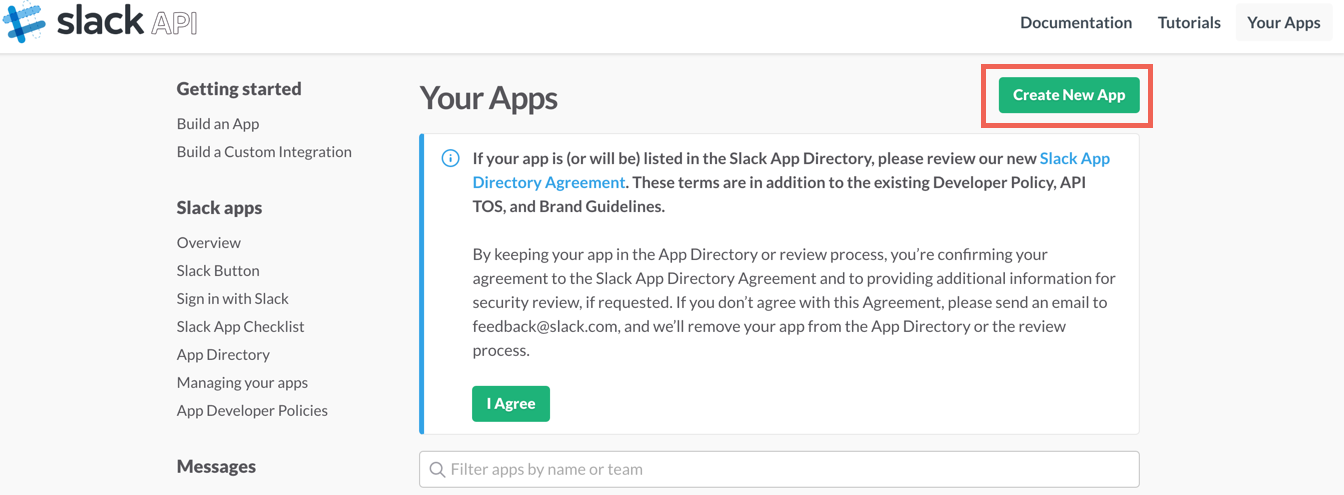 slack API
Documentation
Tutorials
Your Apps
Getting started
Build an App
Build a Custom Integration
Slack apps
Overview
Slack Button
Sign in with Slack
Slack App Checklist
App Directory
Managing your apps
App Developer Policies
Messages
Your Apps
Create New App
If your app is (or will be) listed in the Slack App Directory, please review our new Slack App
Directory Agreement. These terms are in addition to the existing Developer Policy, API
TOS, and Brand Guidelines.
By keeping your app in the App Directory or review process, you’re confirming your
agreement to the Slack App Directory Agreement and to providing additional information for
security review, if requested. If you don’t agree with this Agreement, please send an email to
feedback@slack.com, and we’ll remove your app from the App Directory or the review
process.
I Agree
Filter apps by name or team